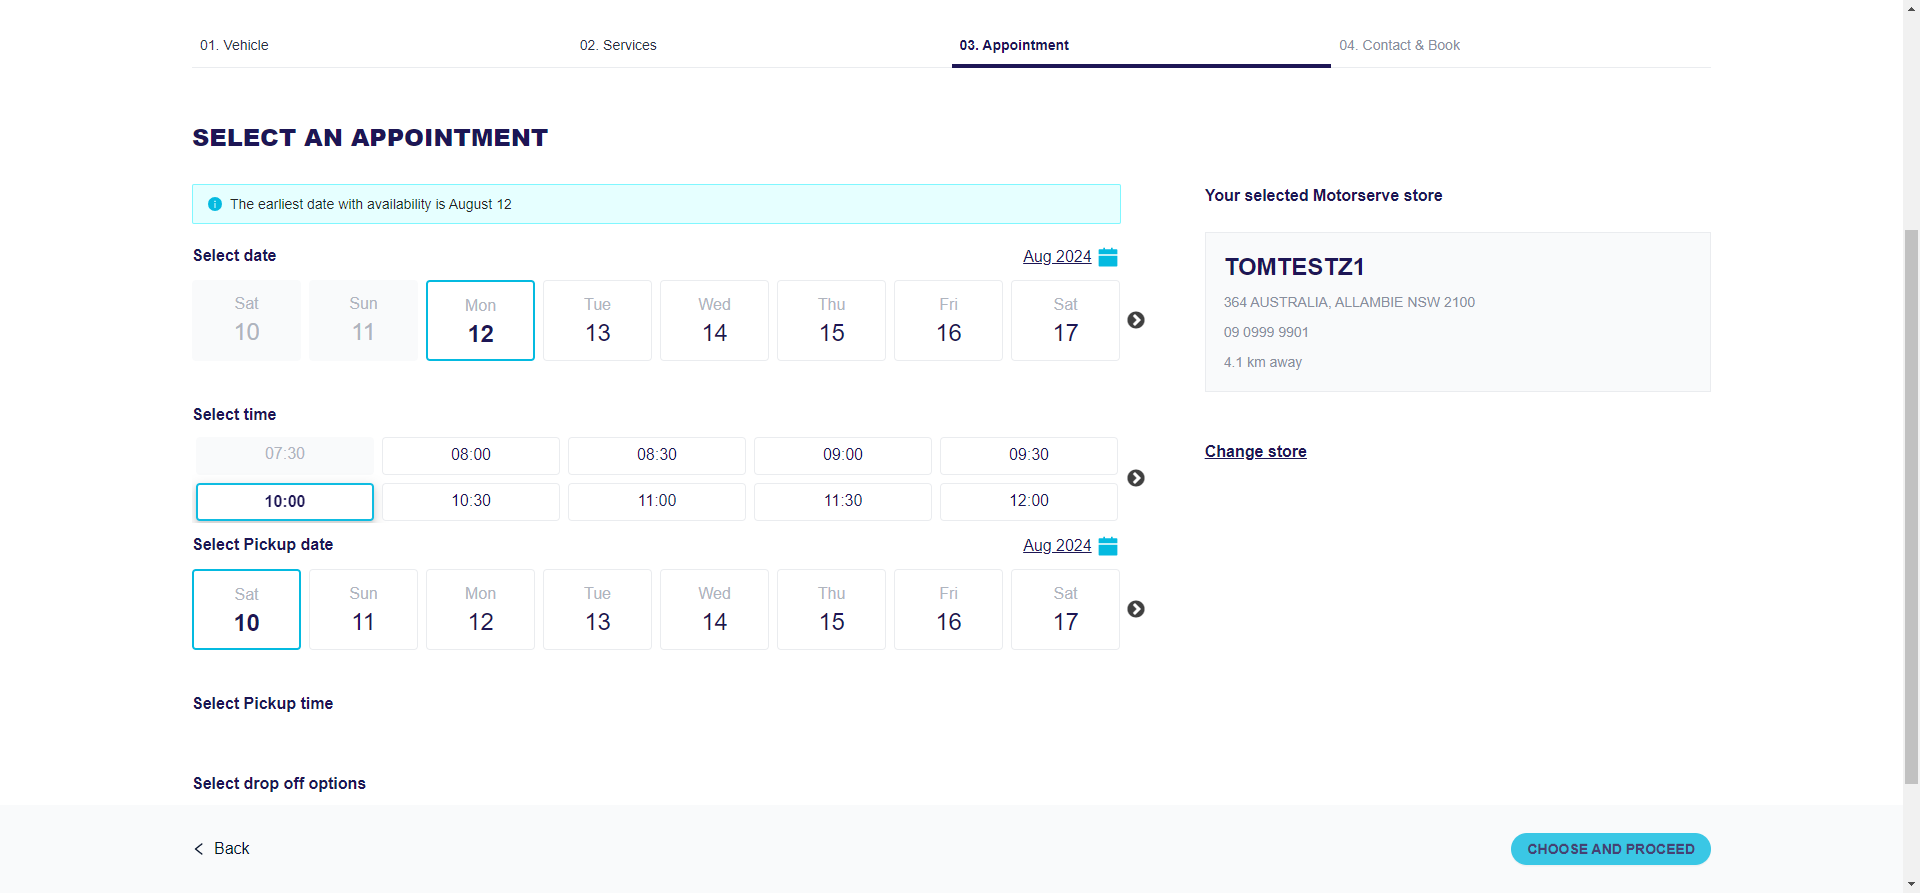 01. Vehicle
02. Services
03. Appointment
04. Contact & Book
SELECT AN APPOINTMENT
The earliest date with availability is August 12
Select date
Aug 2024
Sat Sun Mon Tue Wed Thu Fri Sat
10 11 12 13 14 15 16 17
Select time
07:30 08:00 08:30 09:00 09:30
10:00 10:30 11:00 11:30 12:00
Select Pickup date
Aug 2024
Sat Sun Mon Tue Wed Thu Fri Sat
10 11 12 13 14 15 16 17
Select Pickup time
Select drop off options
Your selected Motorserve store
TOMTESTZ1
364 AUSTRALIA, ALLAMBIE NSW 2100
09 0999 9901
4.1 km away
Change store
Back
CHOOSE AND PROCEED